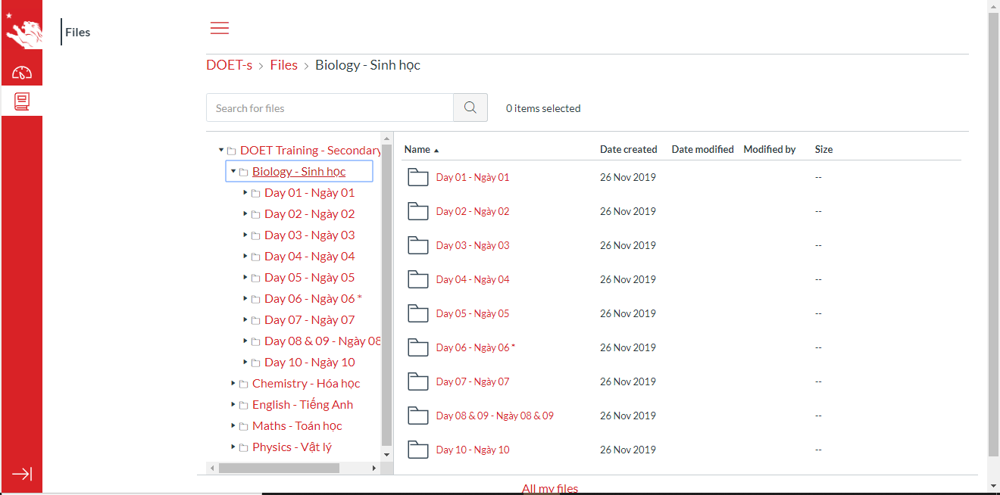 Files
DOET-s > Files > Biology - Sinh học
Search for files
0 items selected
DOET Training - Secondary
Biology - Sinh học
Day 01 - Ngày 01
Day 02 - Ngày 02
Day 03 - Ngày 03
Day 04 - Ngày 04
Day 05 - Ngày 05
Day 06 - Ngày 06 *
Day 07 - Ngày 07
Day 08 & 09 - Ngày 08
Day 10 - Ngày 10
Chemistry - Hóa học
English - Tiếng Anh
Maths - Toán học
Physics - Vật lý
Name Date created Date modified Modified by Size
Day 01 - Ngày 01 26 Nov 2019 --
Day 02 - Ngày 02 26 Nov 2019 --
Day 03 - Ngày 03 26 Nov 2019 --
Day 04 - Ngày 04 26 Nov 2019 --
Day 05 - Ngày 05 26 Nov 2019 --
Day 06 - Ngày 06 * 26 Nov 2019 --
Day 07 - Ngày 07 26 Nov 2019 --
Day 08 & 09 - Ngày 08 & 09 26 Nov 2019 --
Day 10 - Ngày 10 26 Nov 2019 --
All my files